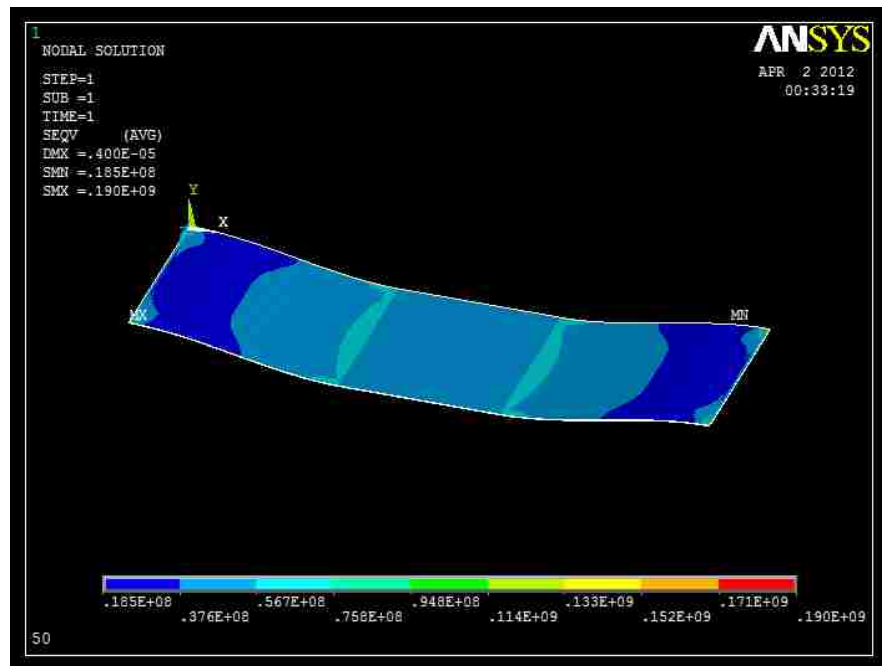 1
ANSYS
NODAL SOLUTION
APR 2 2012
00:33:19
STEP=1
SUB =1
TIME=1
SEQV (AVG)
DMX =.400E-05
SMN =.185E+08
SMX =.190E+09
Y
X
MX
MN
.185E+08 .567E+08 .948E+08 .133E+09 .171E+09
.376E+08 .758E+08 .114E+09 .152E+09 .190E+09
50